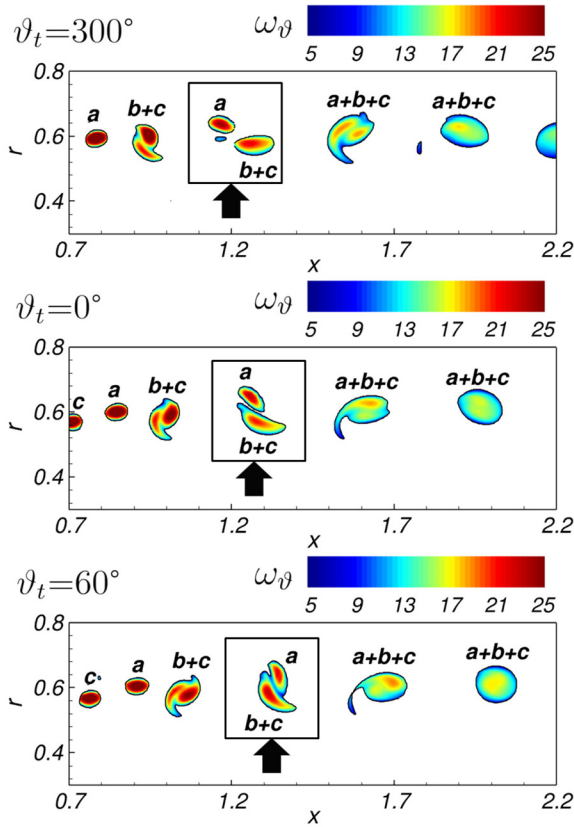 ϑt=300° ωϑ
5 9 13 17 21 25
0.8
a b+c a a+b+c a+b+c
0.6
r
b+c
0.4
0.7 1.2 1.7 2.2
x
ϑt=0° ωϑ
5 9 13 17 21 25
0.8
c a b+c a a+b+c a+b+c
0.6
r
b+c
0.4
0.7 1.2 1.7 2.2
x
ϑt=60° ωϑ
5 9 13 17 21 25
0.8
c a b+c a a+b+c a+b+c
0.6
r
b+c
0.4
0.7 1.2 1.7 2.2
x